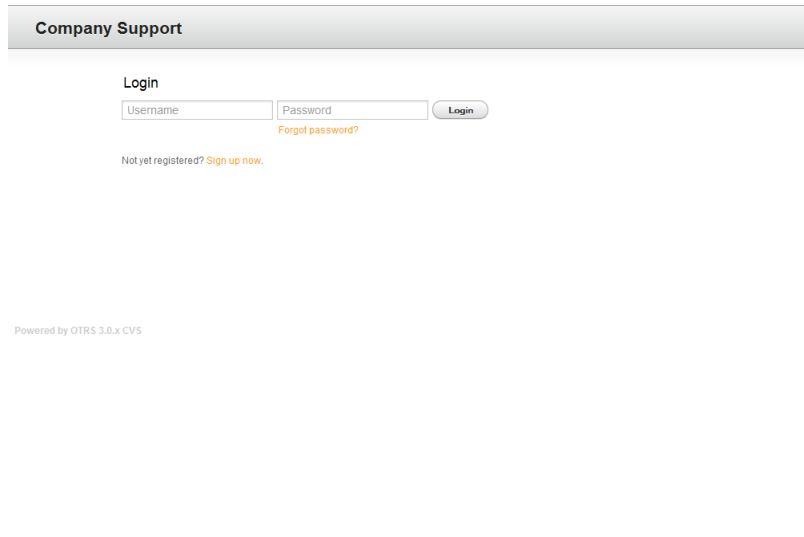 Company Support
Login
Username Password Login
Forgot password?
Not yet registered? Sign up now.
Powered by OTRS 3.0.x CVS